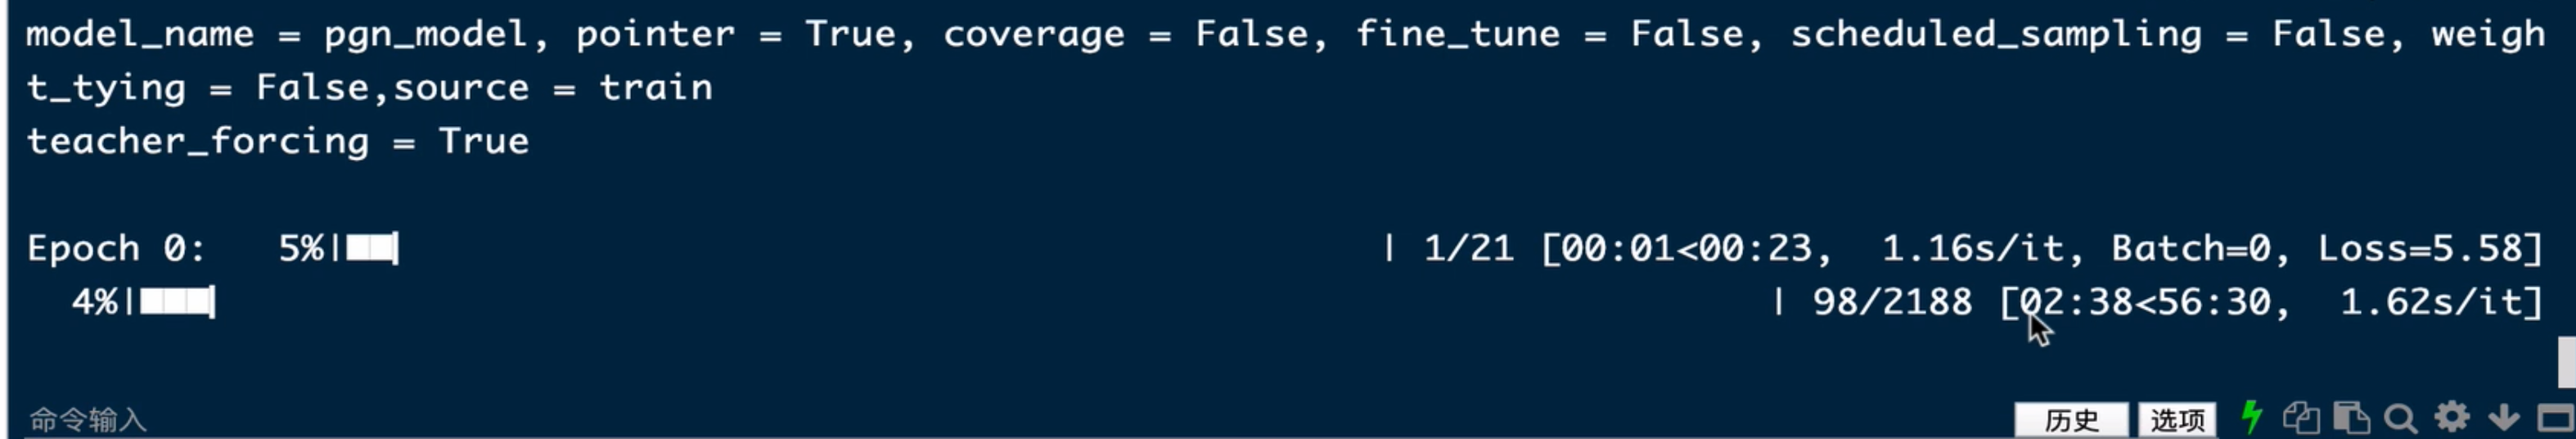 model_name = pgn_model, pointer = True, coverage = False, fine_tune = False, scheduled_sampling = False, weigh
t_tying = False,source = train
teacher_forcing = True
Epoch 0:   5%| | 1/21 [00:01<00:23,  1.16s/it, Batch=0, Loss=5.58]
4%| | 98/2188 [02:38<56:30,  1.62s/it]
命令输入 历史 选项